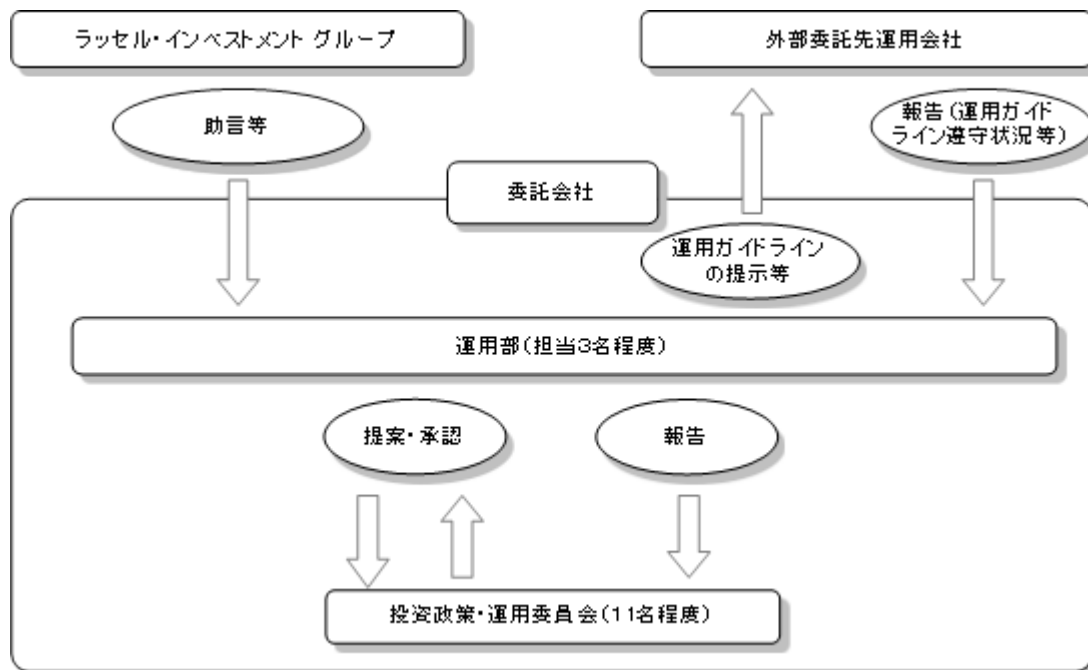 ラッセル・インベストメント グループ
外部委託先運用会社
助言等
報告（運用ガイド
ライン遵守状況等）
委託会社
運用ガイドライン
の提示等
運用部（担当3名程度）
提案・承認
報告
投資政策・運用委員会（11名程度）